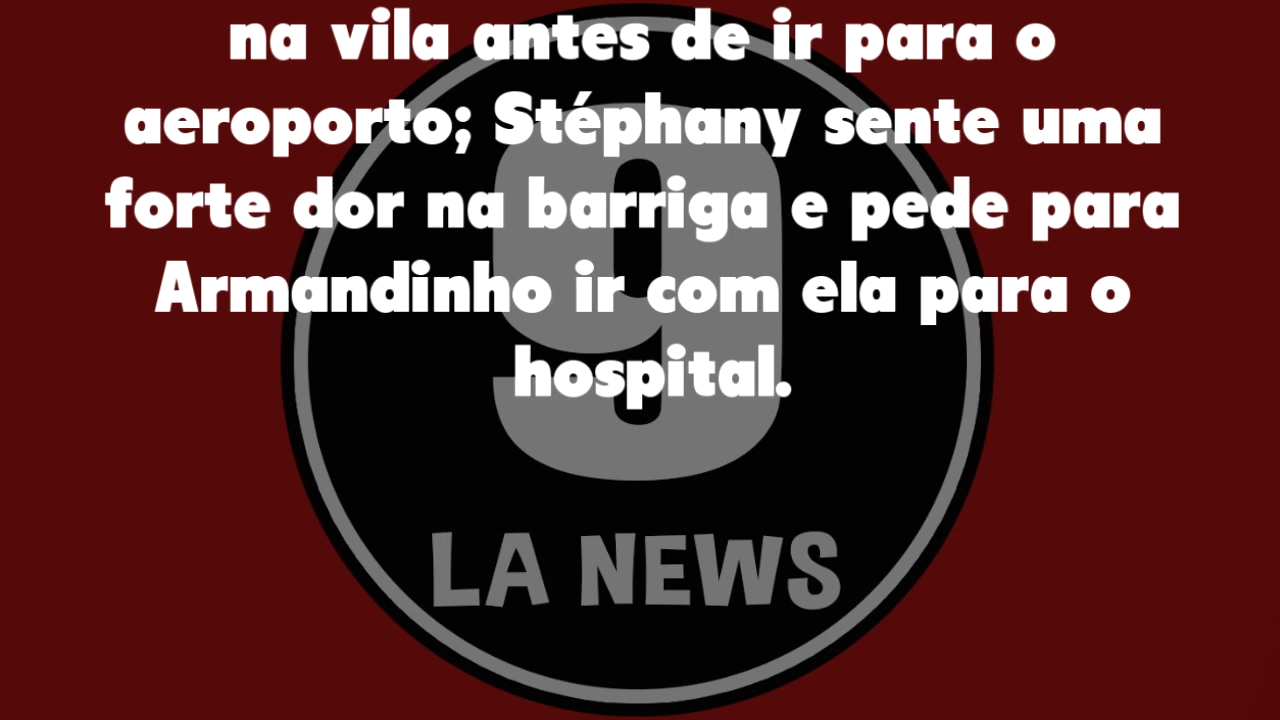 na vila antes de ir para o
aeroporto; Stéphany sente uma
forte dor na barriga e pede para
Armandinho ir com ela para o
hospital.
9
LA NEWS